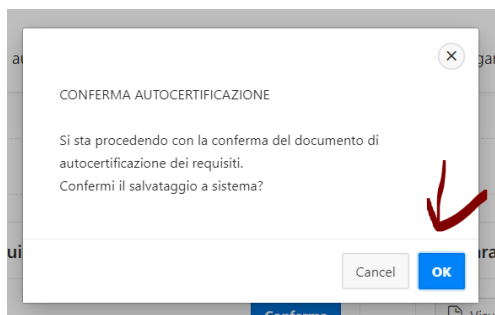 CONFERMA AUTOCERTIFICAZIONE
Si sta procedendo con la conferma del documento di
autocertificazione dei requisiti.
Confermi il salvataggio a sistema?
Cancel OK